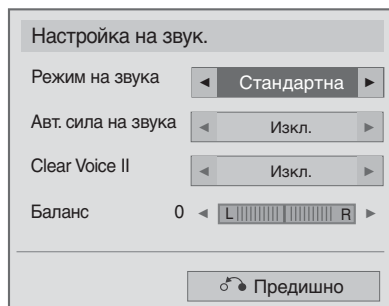 Настройка на звук.
Режим на звука ◄ Стандартна ►
Авт. сила на звука ◄ Изкл. ►
Clear Voice II ◄ Изкл. ►
Баланс 0 ◄ L R ►
Предишно